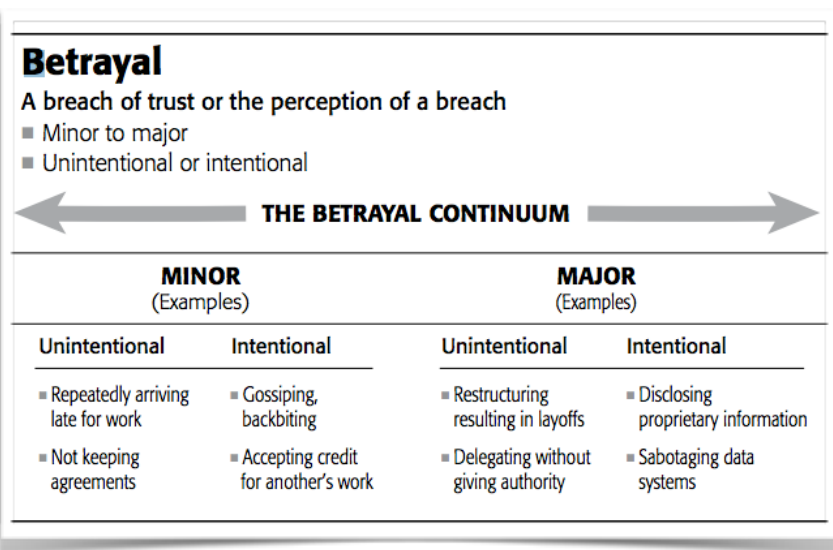 Betrayal
A breach of trust or the perception of a breach
▪ Minor to major
▪ Unintentional or intentional
THE BETRAYAL CONTINUUM
MINOR
(Examples)
MAJOR
(Examples)
Unintentional
▪ Repeatedly arriving
late for work
▪ Not keeping
agreements
Intentional
▪ Gossiping,
backbiting
▪ Accepting credit
for another's work
Unintentional
▪ Restructuring
resulting in layoffs
▪ Delegating without
giving authority
Intentional
▪ Disclosing
proprietary information
▪ Sabotaging data
systems